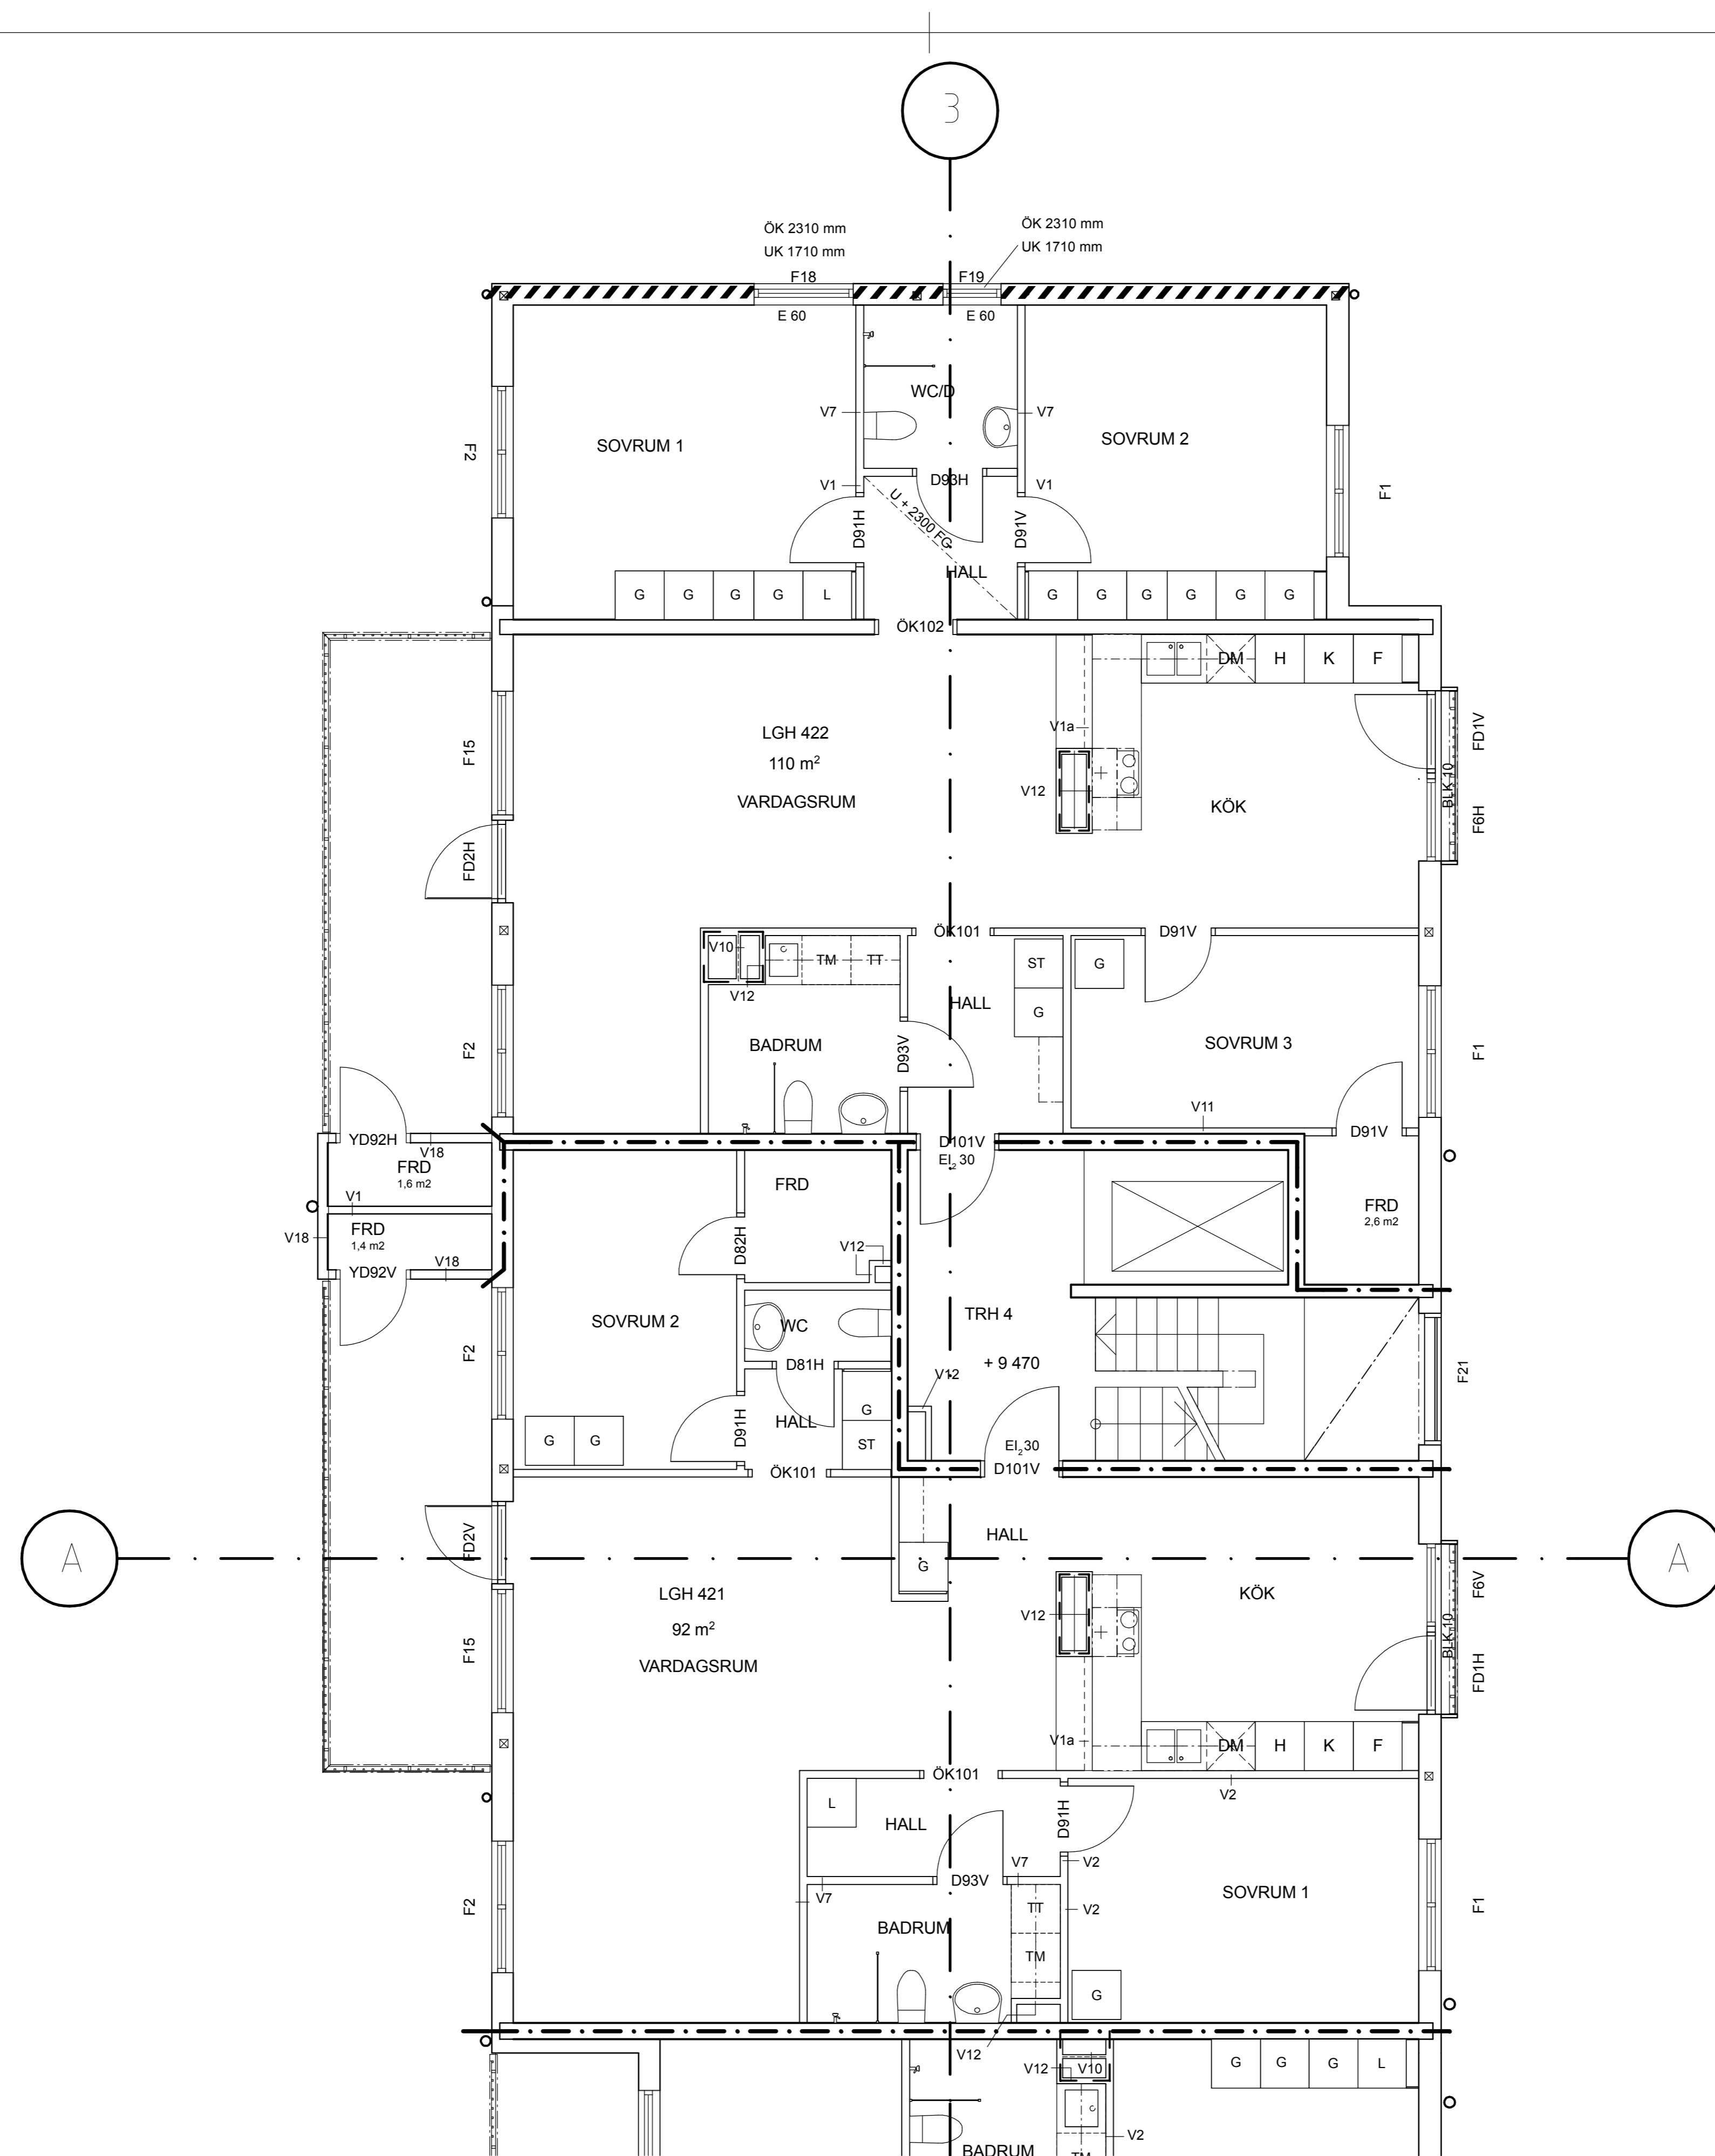 3
ÖK 2310 mm
UK 1710 mm
ÖK 2310 mm
UK 1710 mm
F18
F19
E 60
E 60
WC/D
V7
V7
SOVRUM 1
SOVRUM 2
F2
F1
D93H
V1
V1
U + 2300 FG
D91H
D91V
HALL
G
G
G
G
L
G
G
G
G
G
G
ÖK102
DM
H
K
F
V1a
FD1V
LGH 422
110 m²
VARDAGSRUM
F15
V12
KÖK
BLK 10
F6H
FD2H
ÖK101
D91V
V10
TM
TT
ST
G
V12
HALL
G
BADRUM
D93V
SOVRUM 3
F2
F1
V11
YD92H
V18
D101V
EI₂ 30
D91V
FRD
1,6 m2
V1
FRD
1,4 m2
V18
V18
YD92V
FRD
V12
D82H
FRD
2,6 m2
SOVRUM 2
WC
TRH 4
+ 9 470
V12
D81H
F2
F21
G
HALL
D91H
G
G
ST
ÖK101
EI₂30
D101V
FD2V
HALL
A
A
G
LGH 421
92 m²
VARDAGSRUM
KÖK
V12
F6V
BLK 10
F15
FD1H
V1a
DM
H
K
F
ÖK101
V2
L
HALL
D91H
V7
V2
D93V
V7
SOVRUM 1
F2
F1
V2
TT
BADRUM
TM
G
V12
V12
V10
G
G
G
L
V2
BADRUM
TM